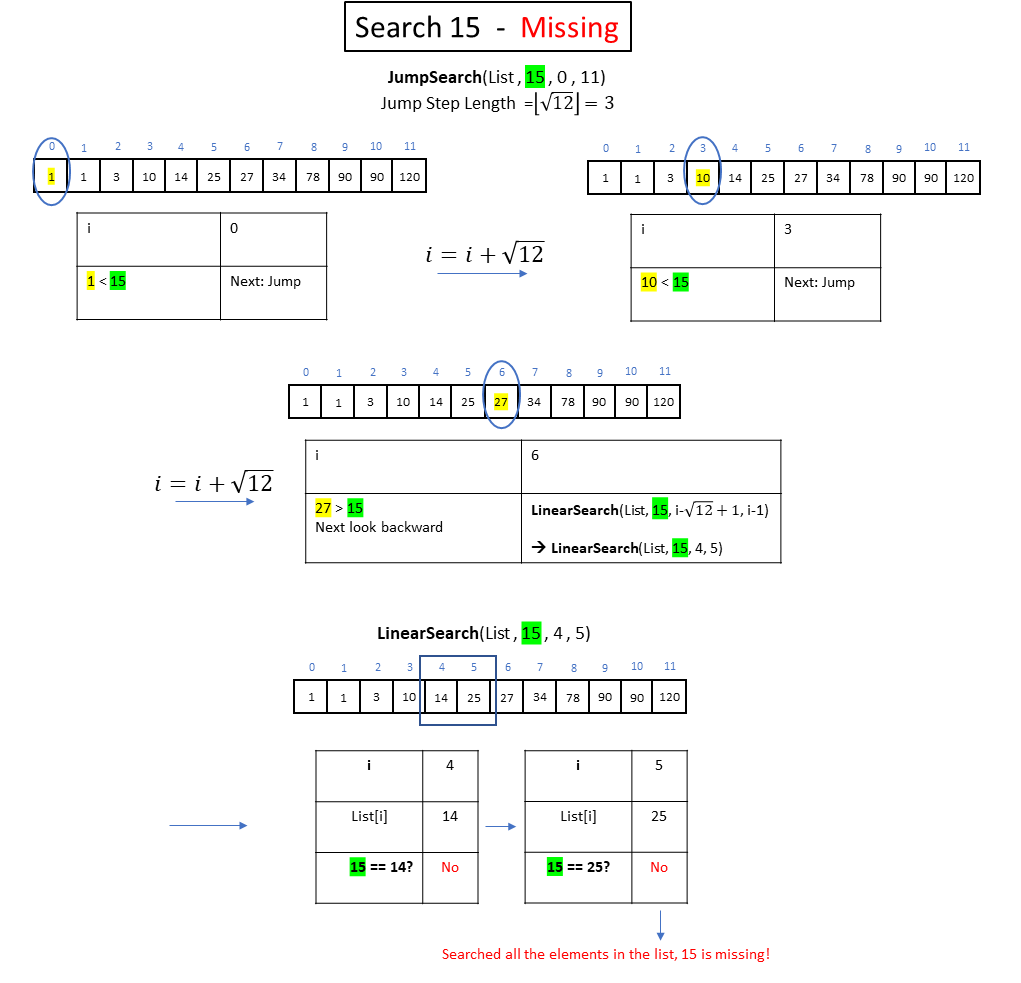 Search 15 - Missing
JumpSearch(List , 15 , 0 , 11)
Jump Step Length =⌊√12⌋ = 3
0 1 2 3 4 5 6 7 8 9 10 11
1 1 3 10 14 25 27 34 78 90 90 120
i 0
1 < 15 Next: Jump
i = i + √12
0 1 2 3 4 5 6 7 8 9 10 11
1 1 3 10 14 25 27 34 78 90 90 120
i 3
10 < 15 Next: Jump
0 1 2 3 4 5 6 7 8 9 10 11
1 1 3 10 14 25 27 34 78 90 90 120
i = i + √12
i 6
27 > 15
Next look backward
LinearSearch(List, 15, i-√12 + 1, i-1)
→ LinearSearch(List, 15, 4, 5)
LinearSearch(List , 15 , 4 , 5)
0 1 2 3 4 5 6 7 8 9 10 11
1 1 3 10 14 25 27 34 78 90 90 120
i 4
List[i] 14
15 == 14? No
i 5
List[i] 25
15 == 25? No
Searched all the elements in the list, 15 is missing!